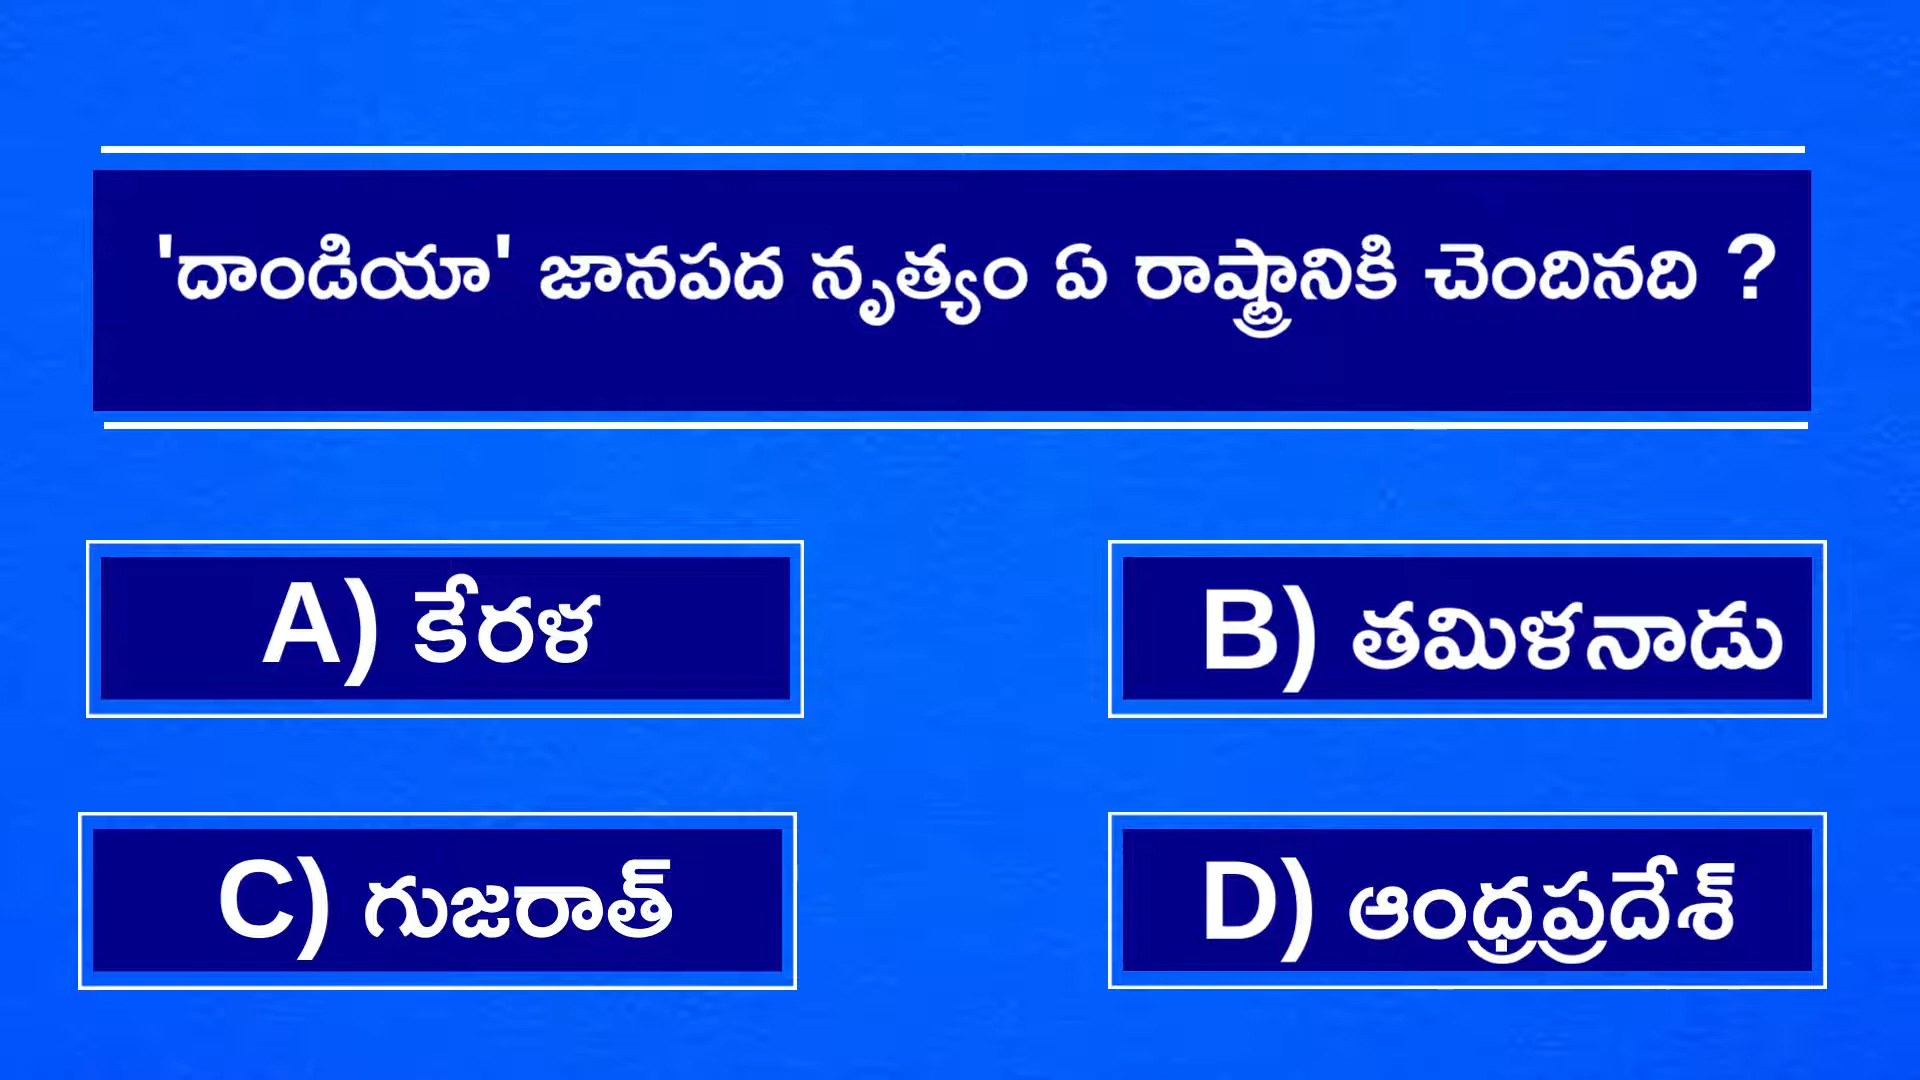 'దాండియా' జానపద నృత్యం ఏ రాష్ట్రానికి చెందినది ?
A) కేరళ
B) తమిళనాడు
C) గుజరాత్
D) ఆంధ్రప్రదేశ్